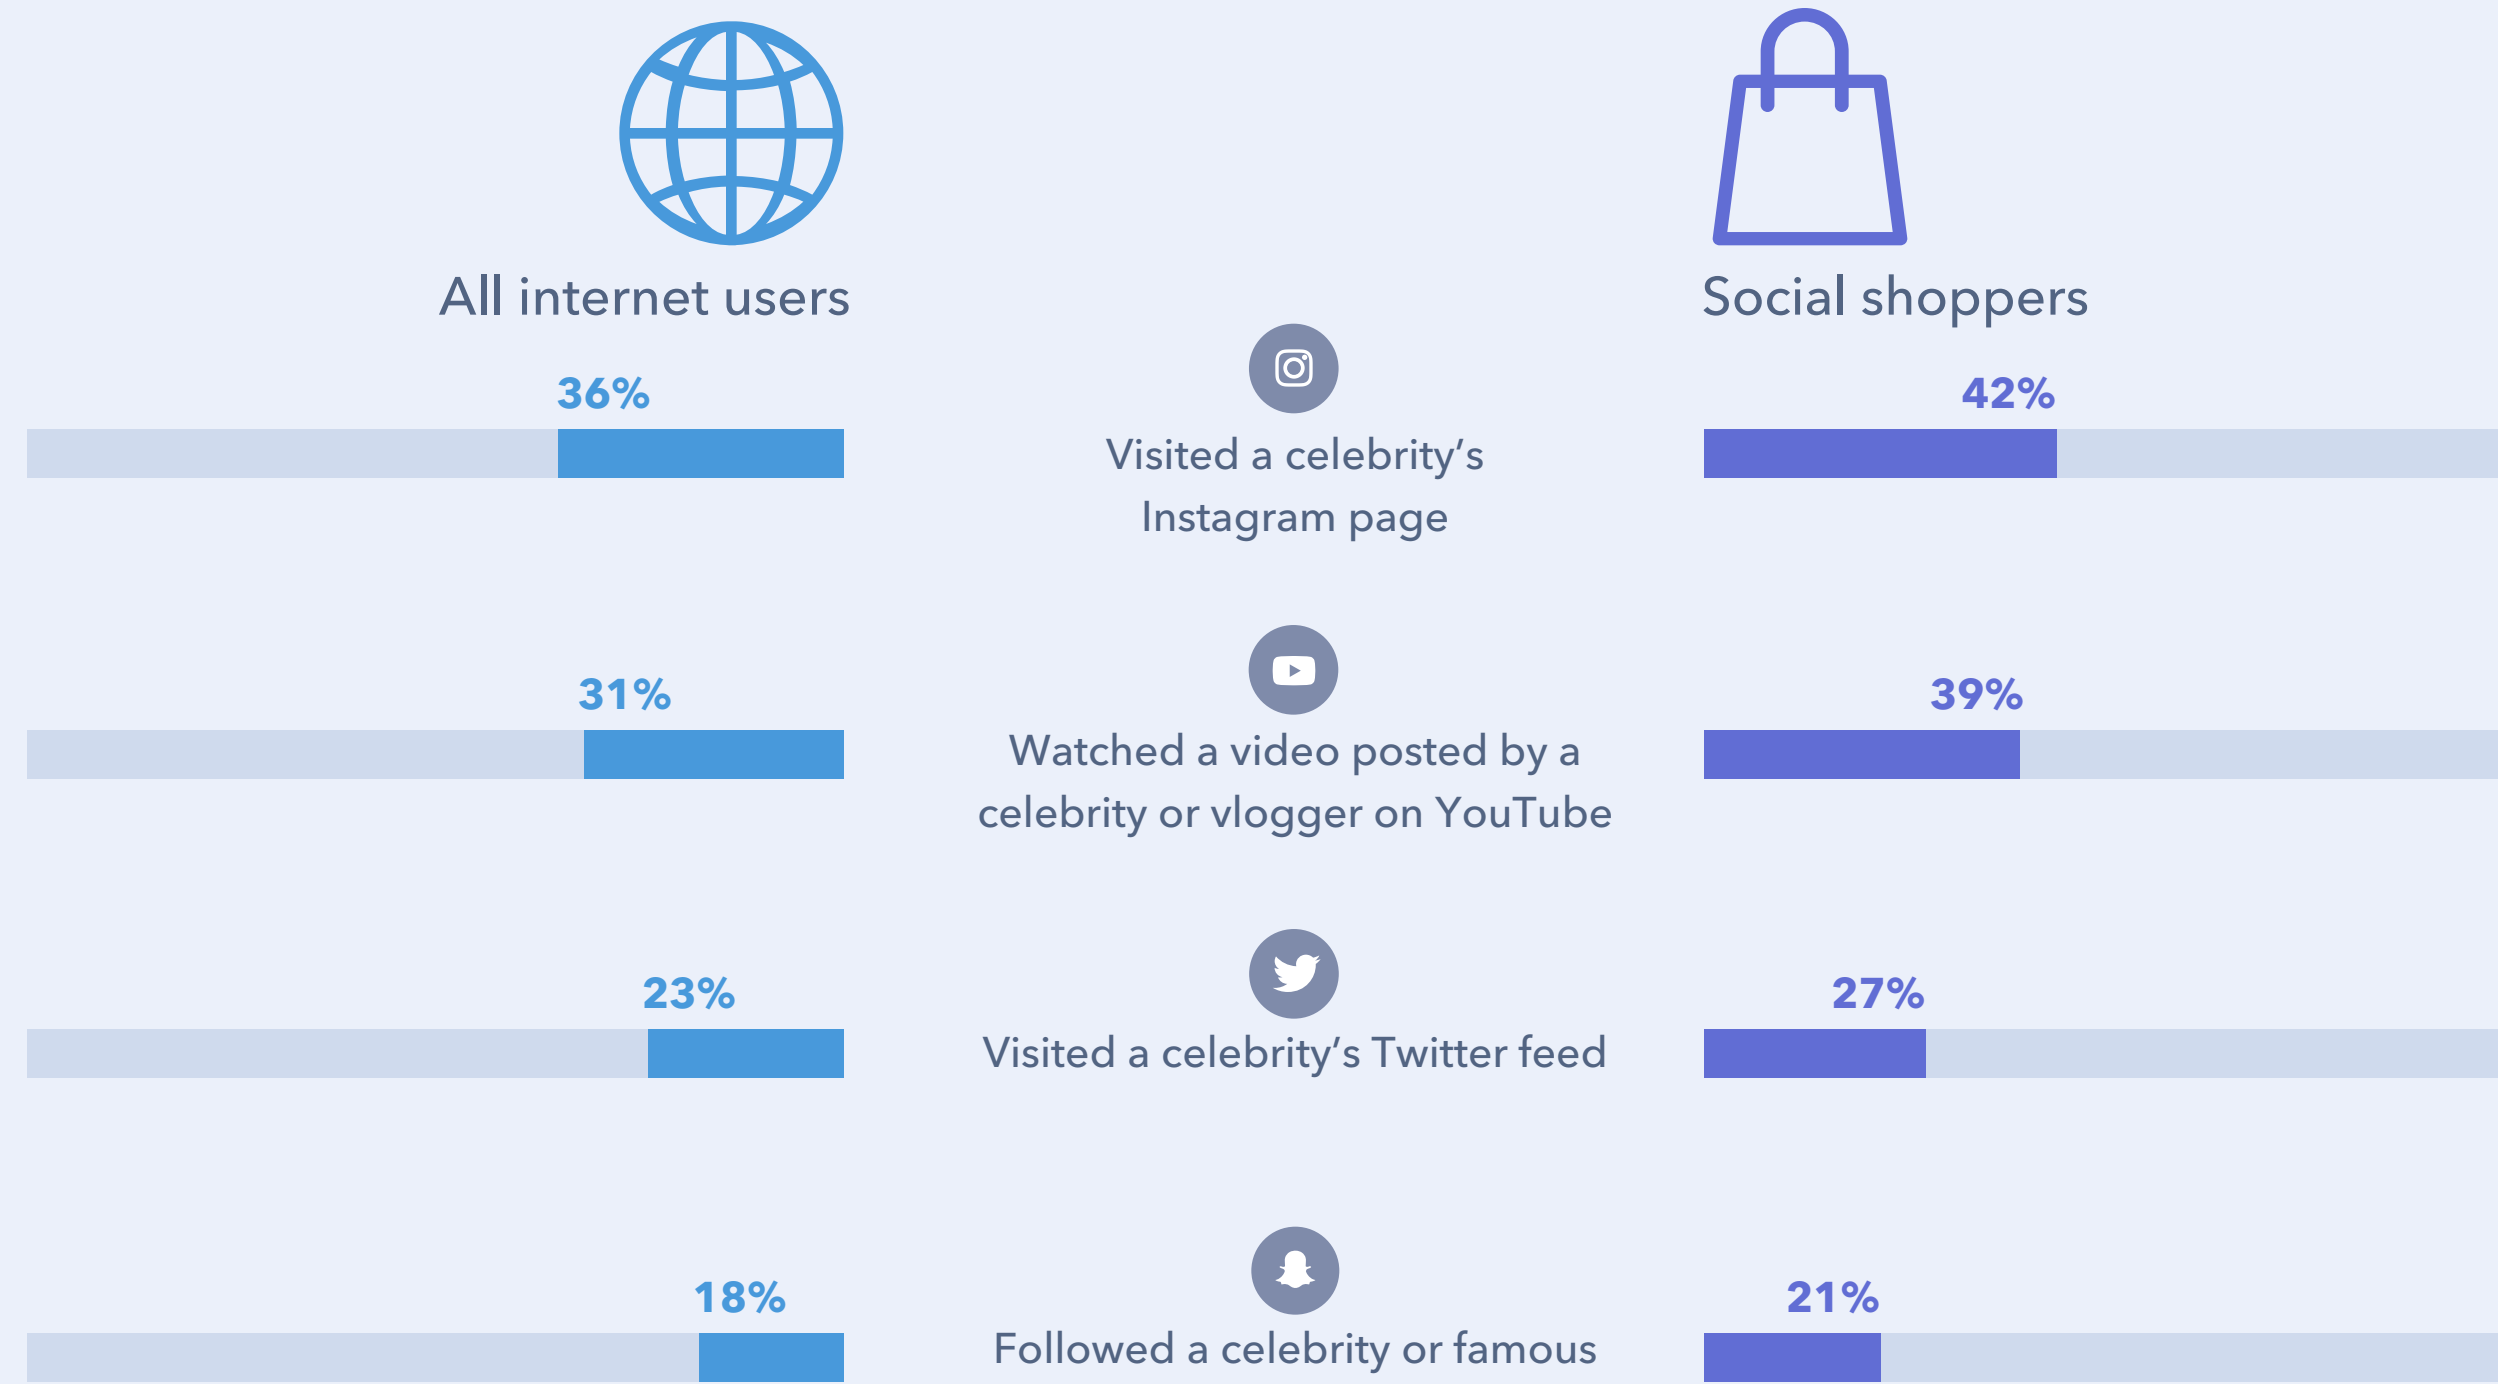 All internet users
Social shoppers
36%
42%
Visited a celebrity’s
Instagram page
31%
39%
Watched a video posted by a
celebrity or vlogger on YouTube
23%
27%
Visited a celebrity’s Twitter feed
18%
21%
Followed a celebrity or famous